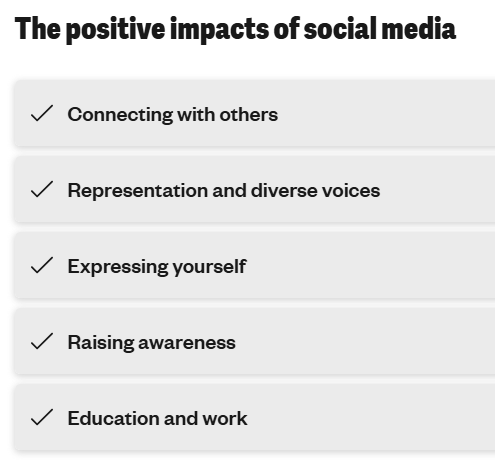 The positive impacts of social media
Connecting with others
Representation and diverse voices
Expressing yourself
Raising awareness
Education and work